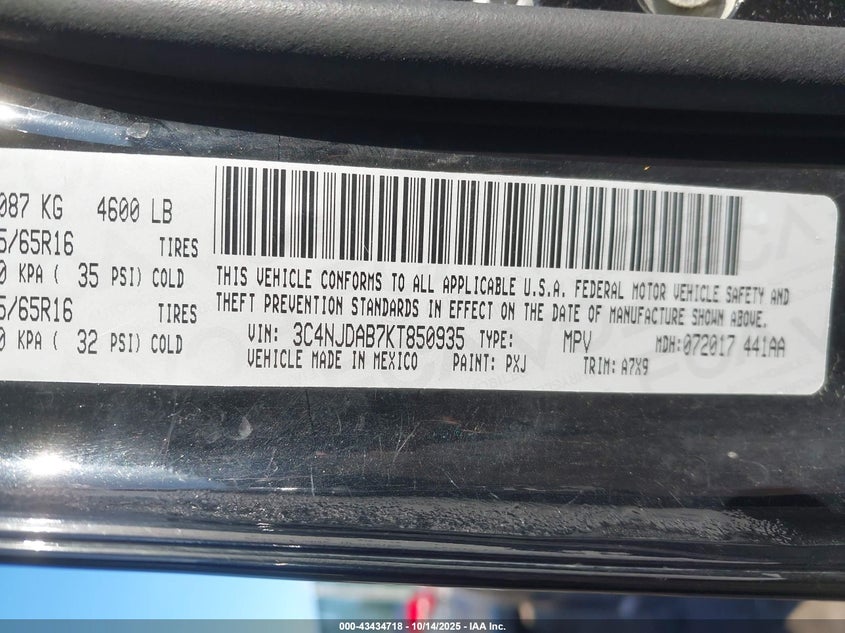 087 KG 4600 LB
5/65R16 TIRES
0 KPA ( 35 PSI) COLD
5/65R16 TIRES
0 KPA ( 32 PSI) COLD
THIS VEHICLE CONFORMS TO ALL APPLICABLE U.S.A. FEDERAL MOTOR VEHICLE SAFETY AND
THEFT PREVENTION STANDARDS IN EFFECT ON THE DATE OF MANUFACTURE SHOWN ABOVE.
VIN: 3C4NJDAB7KT850935 TYPE: MPV MDH:072017 441AA
VEHICLE MADE IN MEXICO PAINT: PXJ TRIM: A7X9
000-43434718 - 10/14/2025 - IAA Inc.